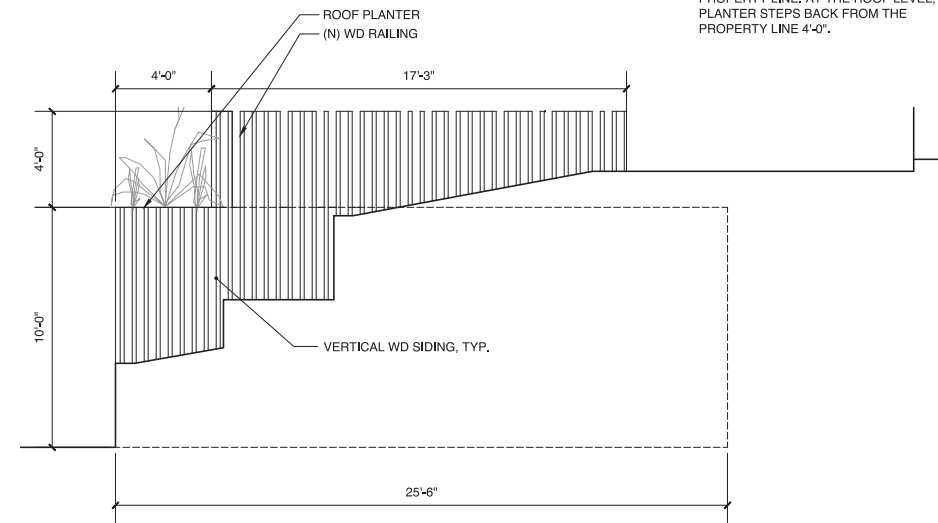 PROPERTY LINE. AT THE ROOF LEVEL,
PLANTER STEPS BACK FROM THE
PROPERTY LINE 4'-0".
ROOF PLANTER
(N) WD RAILING
4'-0"
17'-3"
4'-0"
10'-0"
VERTICAL WD SIDING, TYP.
25'-6"